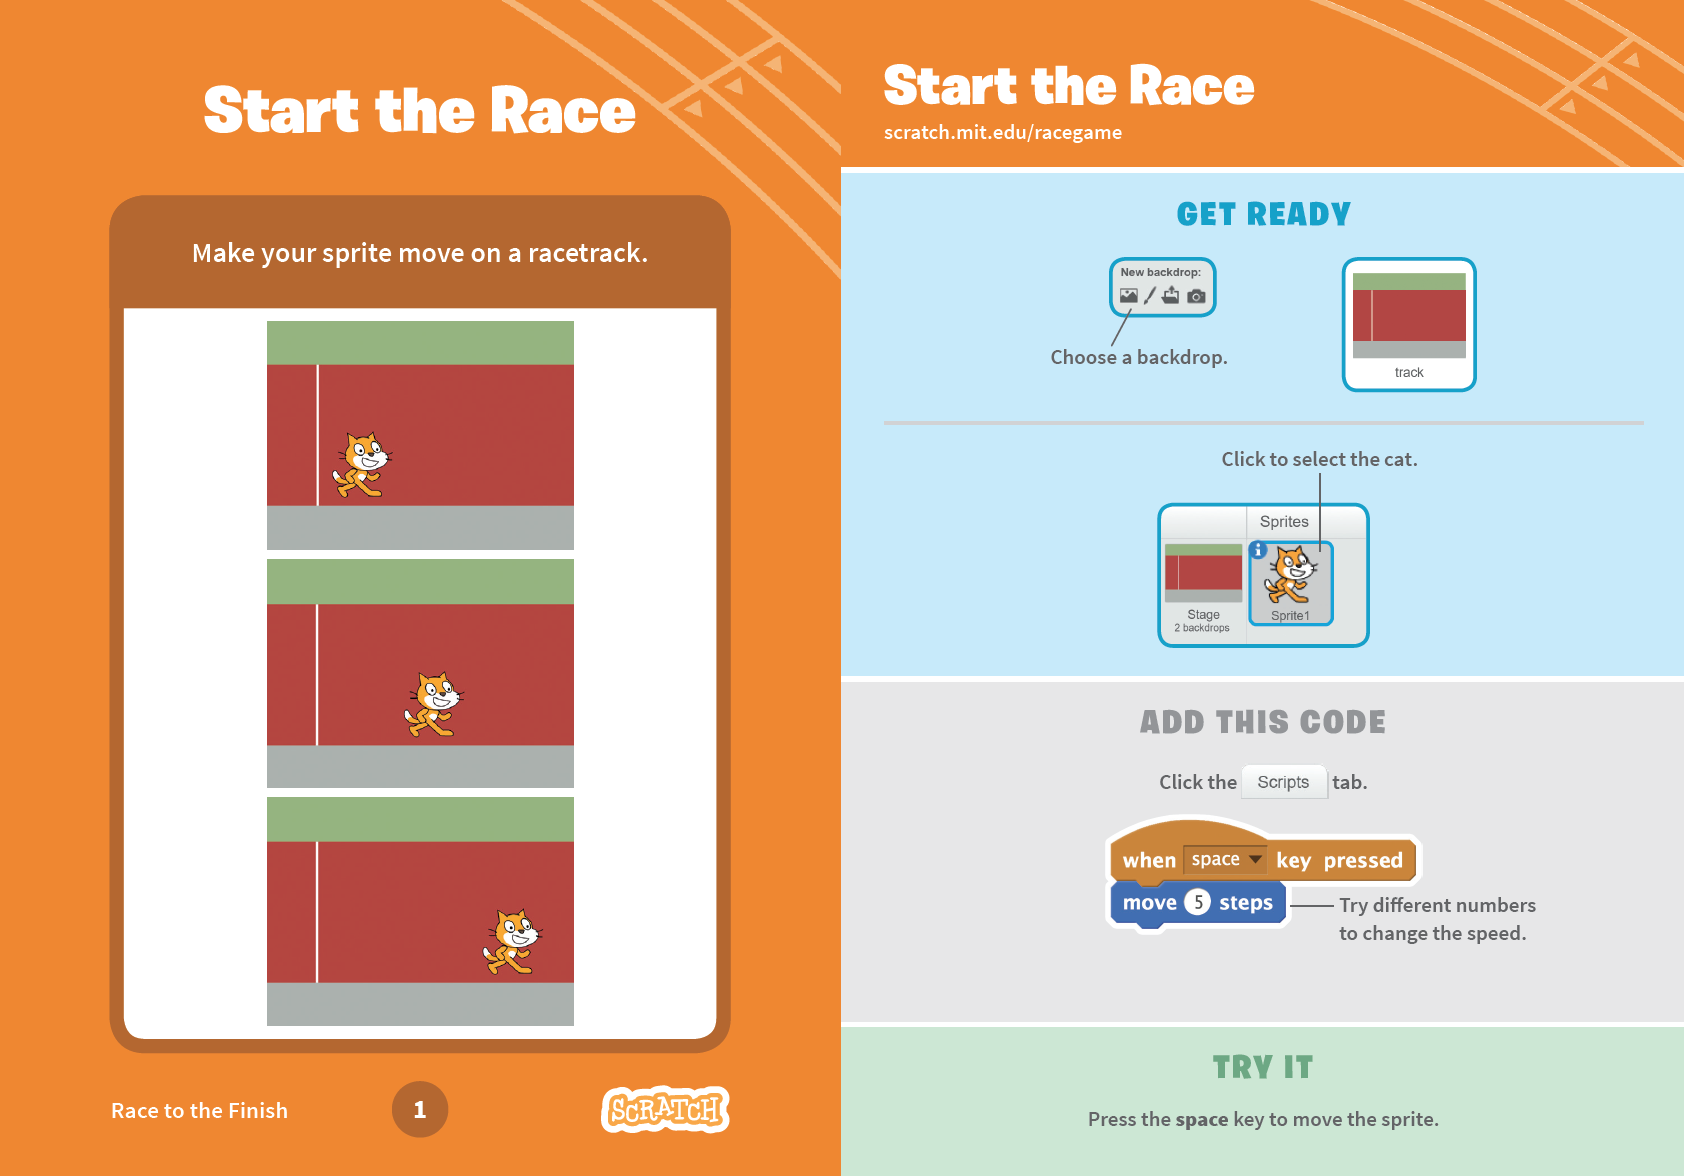 Start the Race
Make your sprite move on a racetrack.
Race to the Finish
1
SCRATCH
Start the Race
scratch.mit.edu/racegame
GET READY
New backdrop:
Choose a backdrop.
track
Click to select the cat.
Sprites
i
Stage
2 backdrops
Sprite1
ADD THIS CODE
Click the Scripts tab.
when space key pressed
move 5 steps
Try different numbers
to change the speed.
TRY IT
Press the space key to move the sprite.